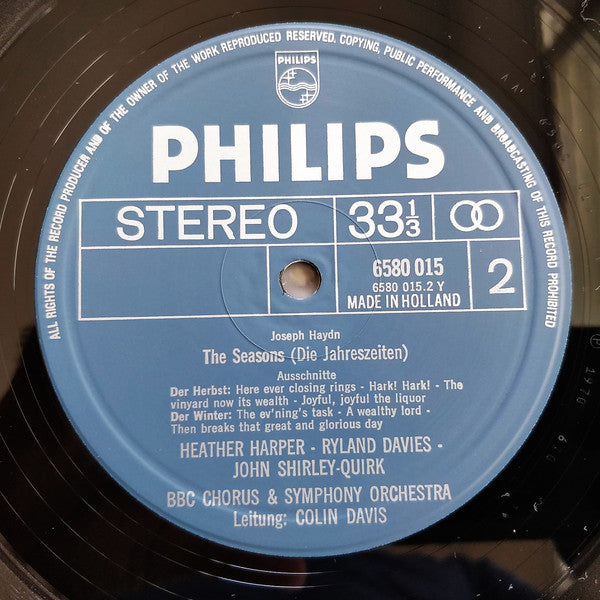 ALL RIGHTS OF THE RECORD PRODUCER AND OF THE OWNER OF THE WORK REPRODUCED RESERVED. COPYING, PUBLIC PERFORMANCE AND BROADCASTING OF THIS RECORD PROHIBITED
PHILIPS
PHILIPS
STEREO 33 1/3
6580 015
6580 015.2 Y
MADE IN HOLLAND
2
Joseph Haydn
The Seasons (Die Jahreszeiten)
Ausschnitte
Der Herbst: Here ever closing rings - Hark! Hark! - The
vinyard now its wealth - Joyful, joyful the liquor
Der Winter: The ev'ning's task - A wealthy lord -
Then breaks that great and glorious day
HEATHER HARPER - RYLAND DAVIES -
JOHN SHIRLEY-QUIRK
BBC CHORUS & SYMPHONY ORCHESTRA
Leitung: COLIN DAVIS